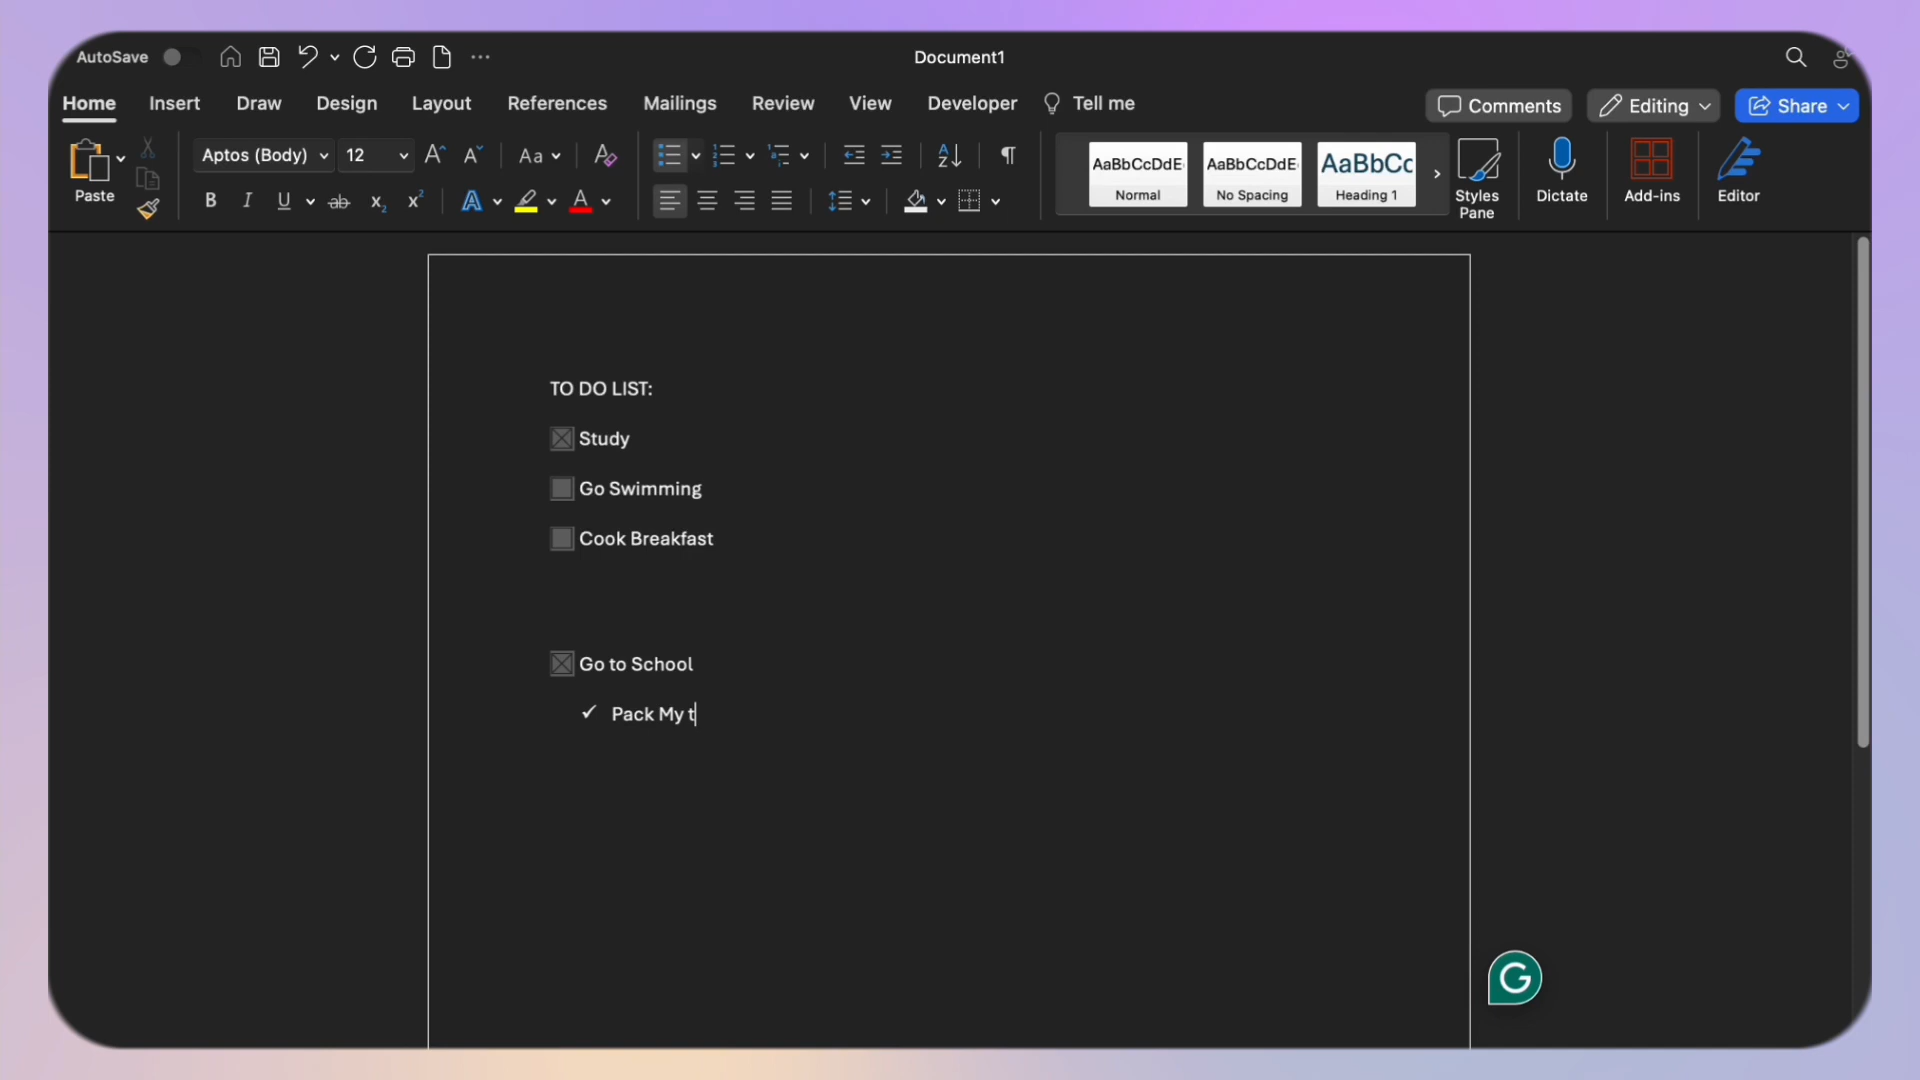 AutoSave
Document1
Home Insert Draw Design Layout References Mailings Review View Developer Tell me
Comments Editing Share
Paste
Aptos (Body) 12 Aa
AaBbCcDdE AaBbCcDdE AaBbCc
Normal No Spacing Heading 1
Styles Pane
Dictate
Add-ins
Editor
TO DO LIST:
Study
Go Swimming
Cook Breakfast
Go to School
✓ Pack My t